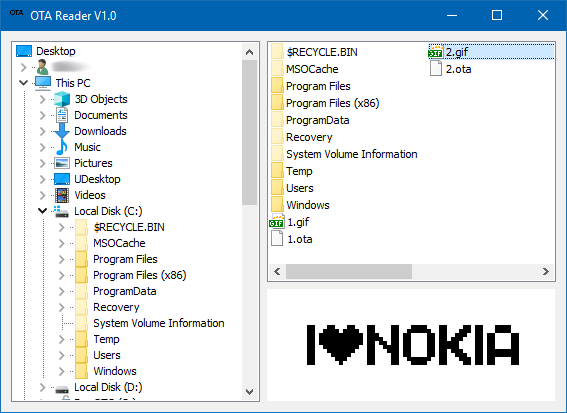 OTA OTA Reader V1.0
Desktop
This PC
3D Objects
Documents
Downloads
Music
Pictures
UDesktop
Videos
Local Disk (C:)
$RECYCLE.BIN
MSOCache
Program Files
Program Files (x86)
ProgramData
Recovery
System Volume Information
Temp
Users
Windows
Local Disk (D:)
$RECYCLE.BIN
MSOCache
Program Files
Program Files (x86)
ProgramData
Recovery
System Volume Information
Temp
Users
Windows
GIF 1.gif
1.ota
GIF 2.gif
2.ota
I♥NOKIA